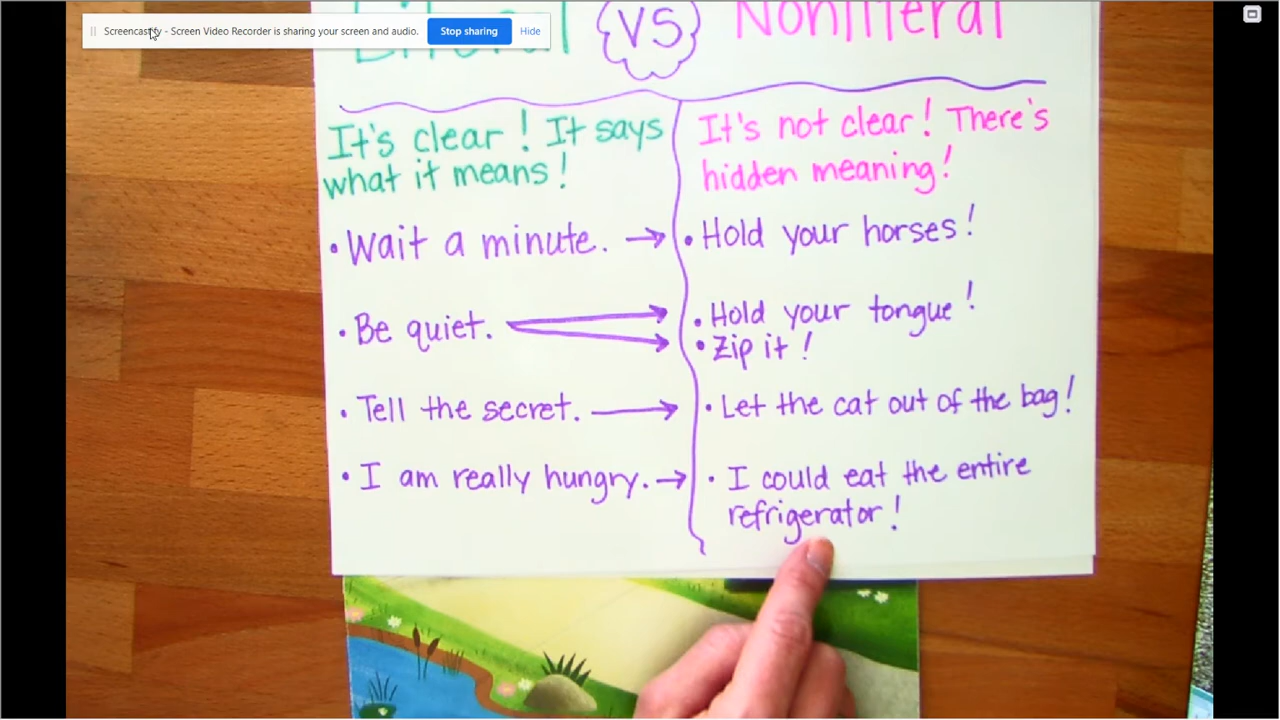 Screencastify - Screen Video Recorder is sharing your screen and audio.
Stop sharing
Hide
Literal VS Nonliteral
It's clear! It says
what it means!
• Wait a minute. →
• Be quiet.
• Tell the secret. →
• I am really hungry. →
It's not clear! There's
hidden meaning!
• Hold your horses!
• Hold your tongue!
• Zip it!
• Let the cat out of the bag!
• I could eat the entire
refrigerator!